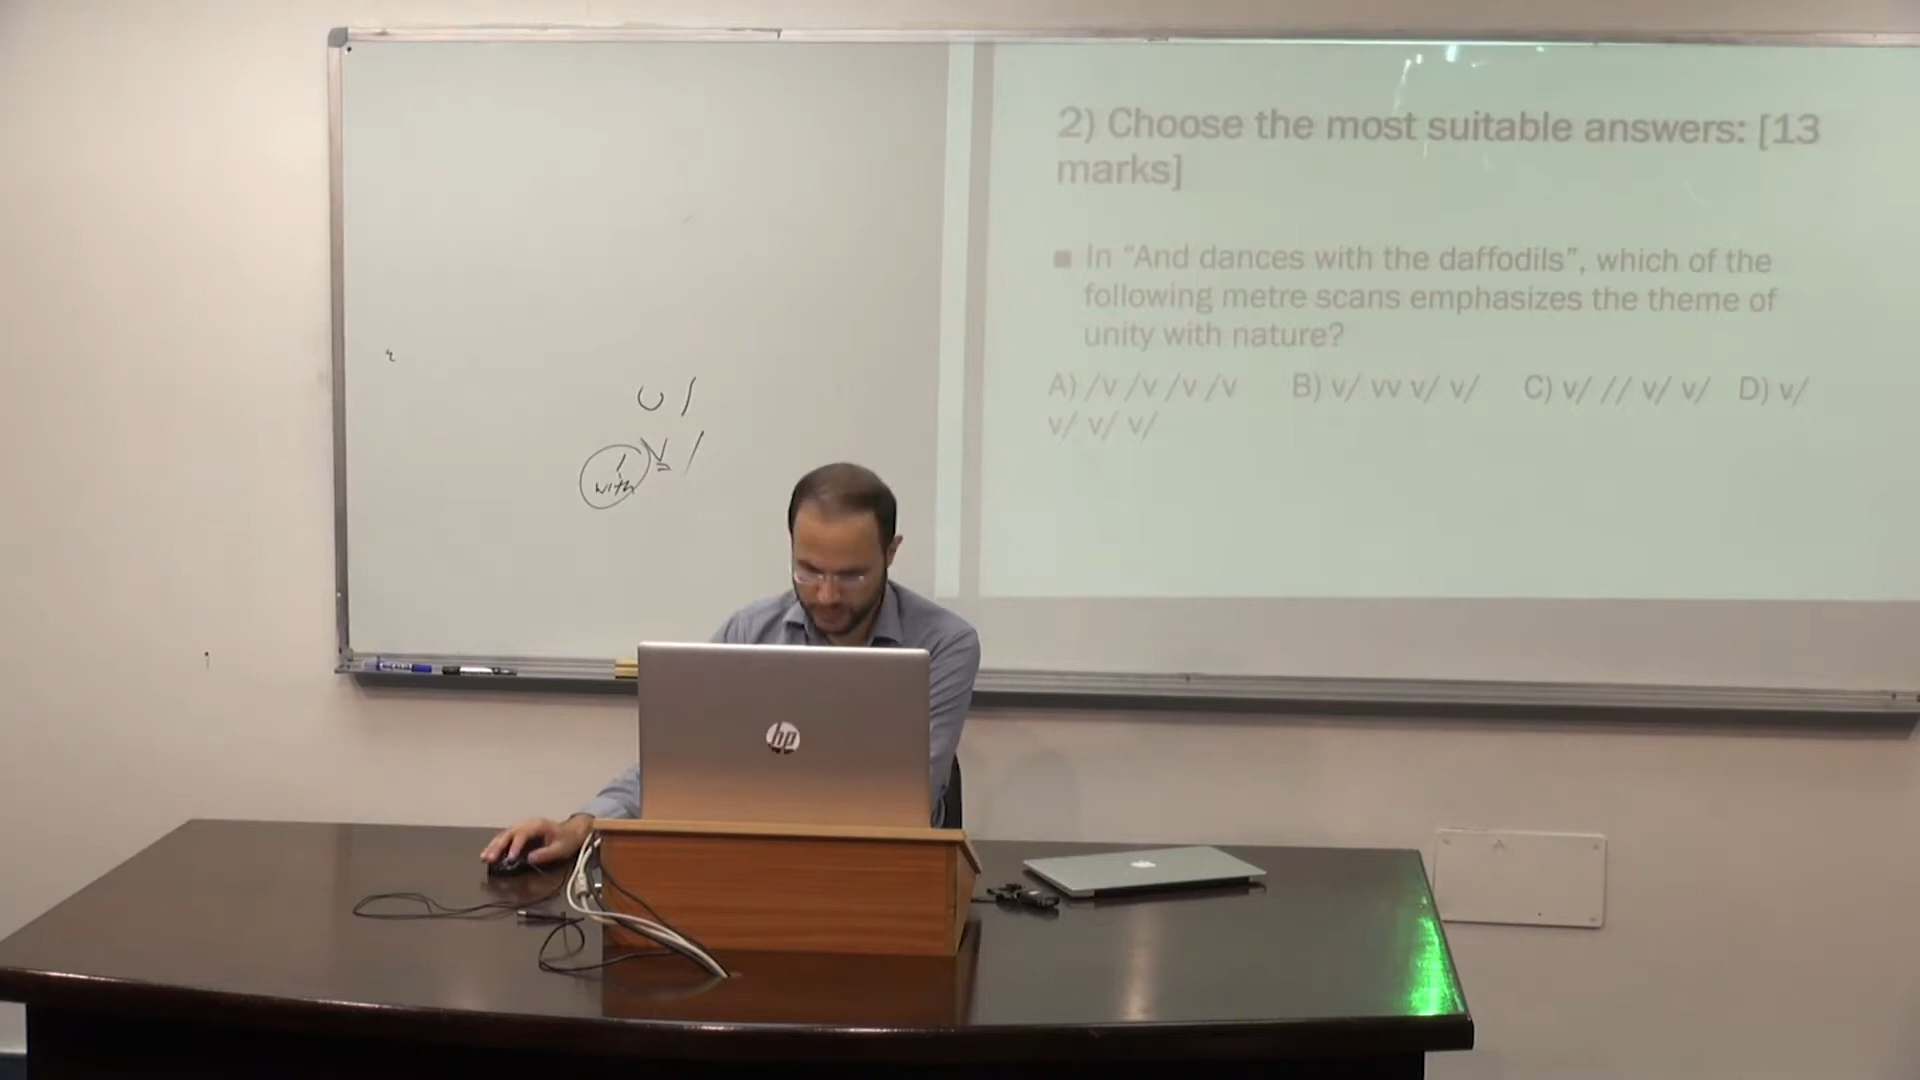 2) Choose the most suitable answers: [13
marks]
In “And dances with the daffodils”, which of the
following metre scans emphasizes the theme of
unity with nature?
A) /v /v /v /v B) v/ vv v/ v/ C) v/ // v/ v/ D) v/
v/ v/ v/
∪ /
/ v /
with
hp